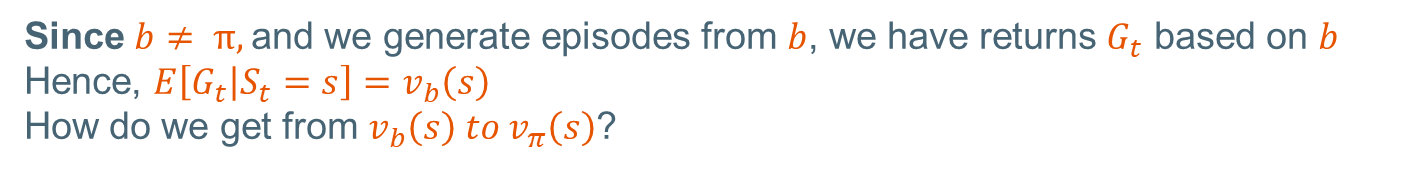 Since b ≠ π, and we generate episodes from b, we have returns G_t based on b
Hence, E[G_t|S_t = s] = v_b(s)
How do we get from v_b(s) to v_π(s)?